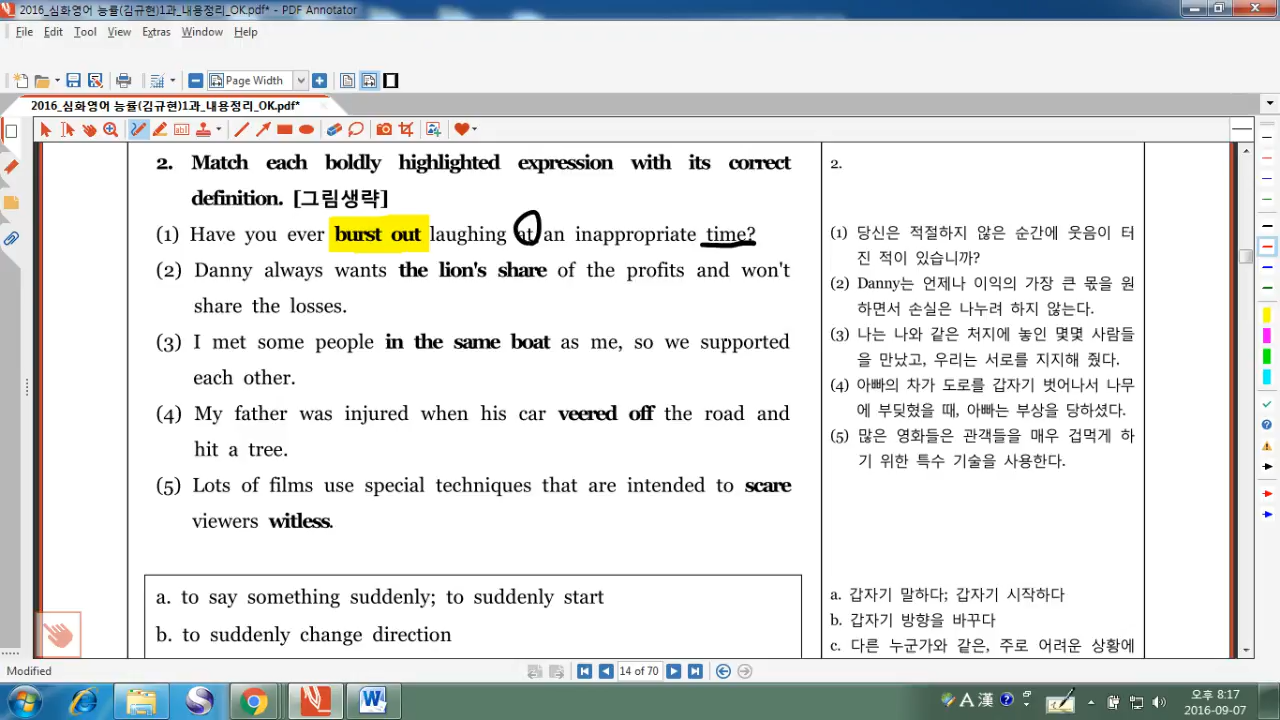 2016_심화영어 능률(김규현)1과_내용정리_OK.pdf* - PDF Annotator
File Edit Tool View Extras Window Help
Page Width
2016_심화영어 능률(김규현)1과_내용정리_OK.pdf*
2. Match each boldly highlighted expression with its correct
definition. [그림생략]
(1) Have you ever burst out laughing at an inappropriate time?
(2) Danny always wants the lion's share of the profits and won't
share the losses.
(3) I met some people in the same boat as me, so we supported
each other.
(4) My father was injured when his car veered off the road and
hit a tree.
(5) Lots of films use special techniques that are intended to scare
viewers witless.
a. to say something suddenly; to suddenly start
b. to suddenly change direction
2.
(1) 당신은 적절하지 않은 순간에 웃음이 터
진 적이 있습니까?
(2) Danny는 언제나 이익의 가장 큰 몫을 원
하면서 손실은 나누려 하지 않는다.
(3) 나는 나와 같은 처지에 놓인 몇몇 사람들
을 만났고, 우리는 서로를 지지해 줬다.
(4) 아빠의 차가 도로를 갑자기 벗어나서 나무
에 부딪혔을 때, 아빠는 부상을 당하셨다.
(5) 많은 영화들은 관객들을 매우 겁먹게 하
기 위한 특수 기술을 사용한다.
a. 갑자기 말하다; 갑자기 시작하다
b. 갑자기 방향을 바꾸다
c. 다른 누군가와 같은, 주로 어려운 상황에
Modified
14 of 70
A 漢
오후 8:17
2016-09-07